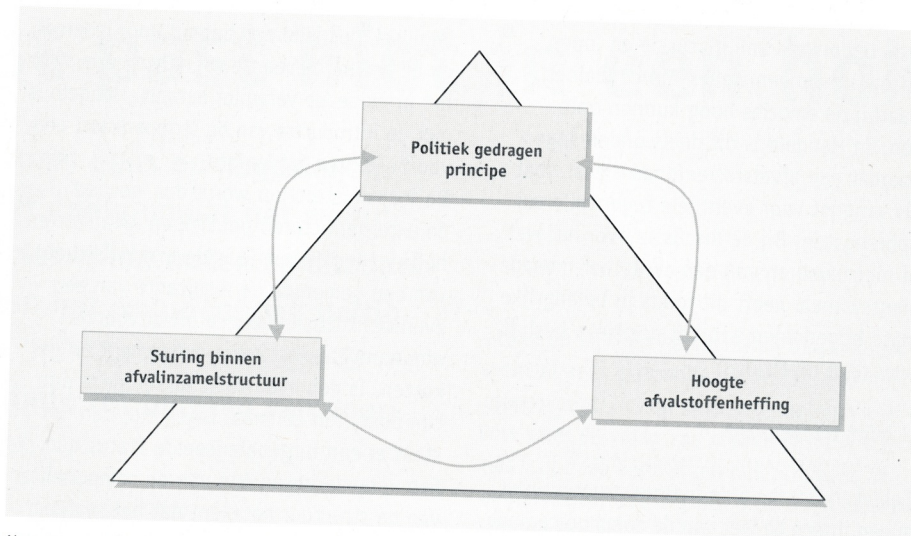 Politiek gedragen
principe
Sturing binnen
afvalinzamelstructuur
Hoogte
afvalstoffenheffing